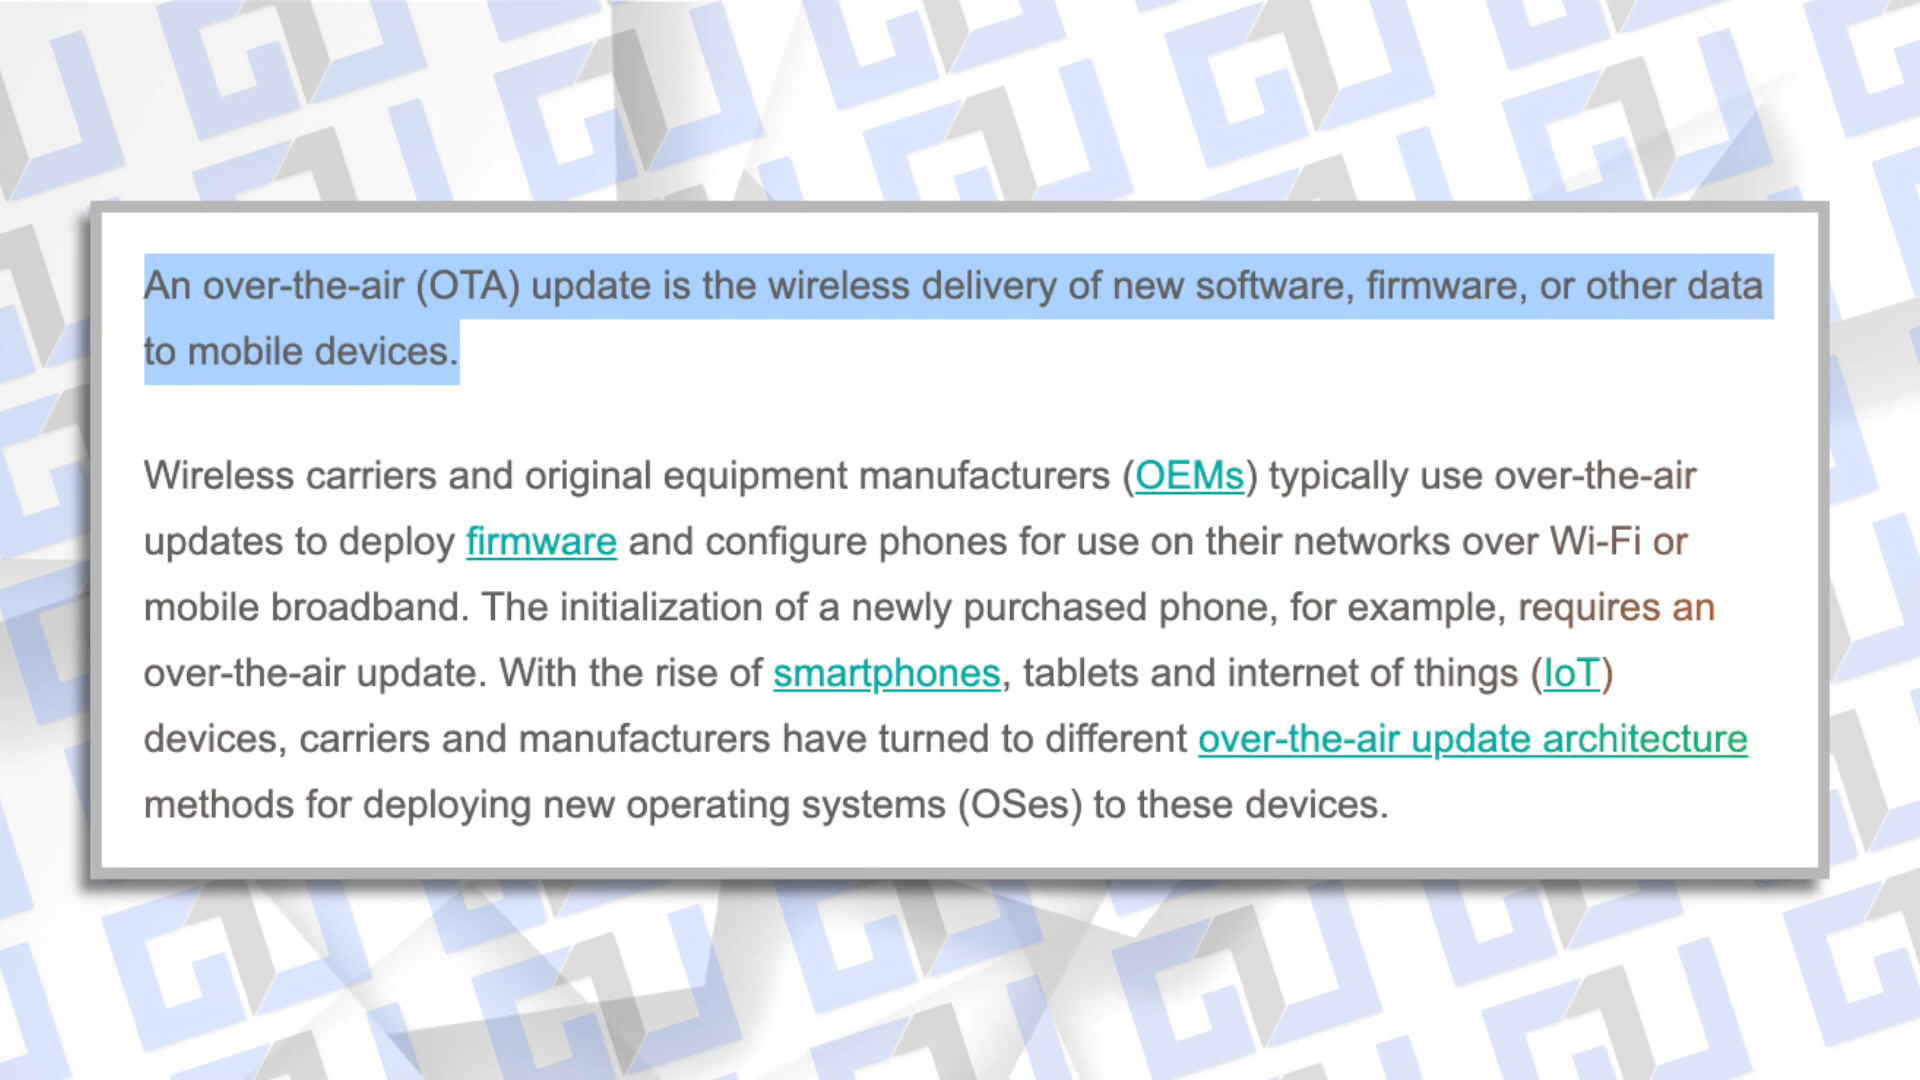 An over-the-air (OTA) update is the wireless delivery of new software, firmware, or other data
to mobile devices.
Wireless carriers and original equipment manufacturers (OEMs) typically use over-the-air
updates to deploy firmware and configure phones for use on their networks over Wi-Fi or
mobile broadband. The initialization of a newly purchased phone, for example, requires an
over-the-air update. With the rise of smartphones, tablets and internet of things (IoT)
devices, carriers and manufacturers have turned to different over-the-air update architecture
methods for deploying new operating systems (OSes) to these devices.